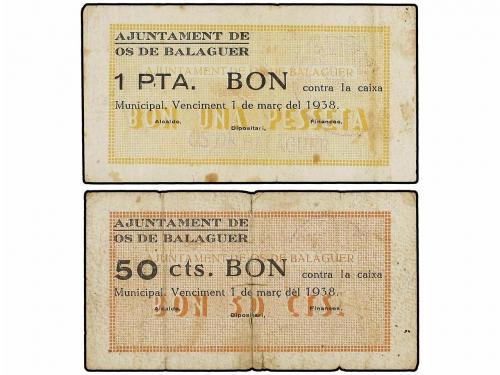 AJUNTAMENT DE
OS DE BALAGUER
AJUNTAMENT DE OS DE BALAGUER
1 PTA. BON contra la caixa
Municipal. Venciment 1 de març del 1938.
BON UNA PESSETA
Alcalde, Dipositari, Finances,
AJUNTAMENT DE
OS DE BALAGUER
AJUNTAMENT DE OS DE BALAGUER
50 cts. BON contra la caixa
Municipal. Venciment 1 de març del 1938.
BON 50 CTS.
Alcalde, Dipositari, Finances,